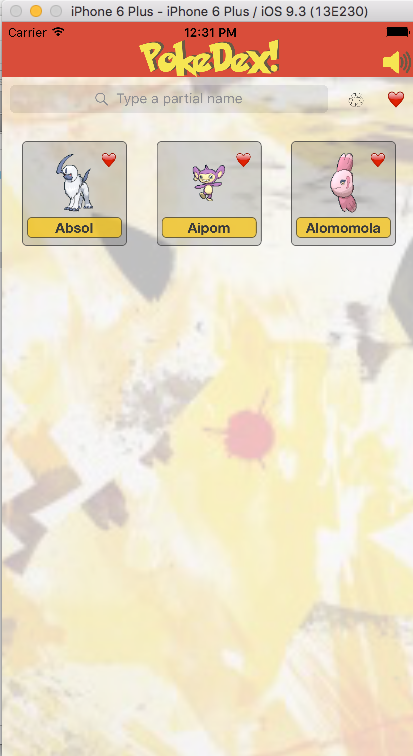 iPhone 6 Plus - iPhone 6 Plus / iOS 9.3 (13E230)
Carrier 12:31 PM
PokeDex!
Type a partial name
Absol Aipom Alomomola